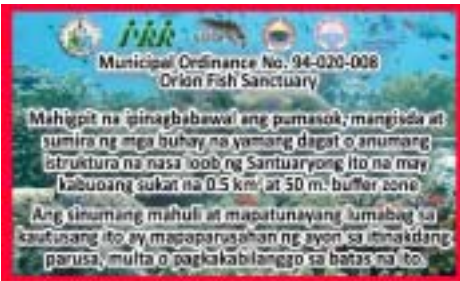 Municipal Ordinance No. 94-020-008
Orion Fish Sanctuary
Mahigpit na ipinagbabawal ang pumasok, mangisda at
sumira ng mga buhay na yamang dagat o anumang
istruktura na nasa loob ng Santuaryong ito na may
kabuoang sukat na 0.5 km at 50 m. buffer zone
Ang sinumang mahuli at mapatunayang lumabag sa
kautusang ito ay mapaparusahan ng ayon sa itinakdang
parusa, multa o pagkakabilanggo sa batas na ito.